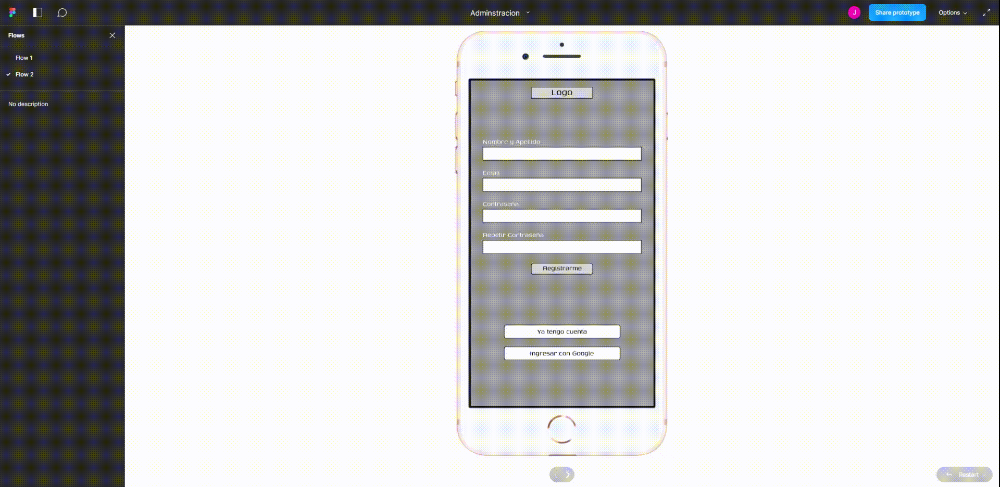 Adminstracion
J
Share prototype
Options
Flows
Flow 1
Flow 2
No description
Logo
Nombre y Apellido
Email
Contraseña
Repetir Contraseña
Registrarme
Ya tengo cuenta
Ingresar con Google
Restart